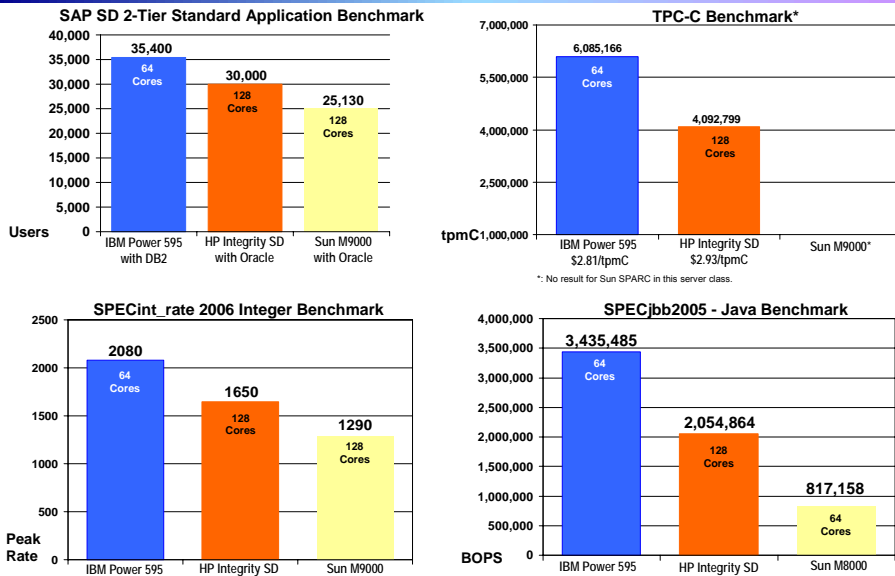 SAP SD 2-Tier Standard Application Benchmark
40,000
35,000
30,000
25,000
20,000
15,000
10,000
5,000
0
Users
35,400
64
Cores
30,000
128
Cores
25,130
128
Cores
IBM Power 595
with DB2
HP Integrity SD
with Oracle
Sun M9000
with Oracle
TPC-C Benchmark*
7,000,000
5,500,000
4,000,000
2,500,000
1,000,000
tpmC
6,085,166
64
Cores
4,092,799
128
Cores
IBM Power 595
$2.81/tpmC
HP Integrity SD
$2.93/tpmC
Sun M9000*
*: No result for Sun SPARC in this server class.
SPECint_rate 2006 Integer Benchmark
2500
2000
1500
1000
500
0
Peak
Rate
2080
64
Cores
1650
128
Cores
1290
128
Cores
IBM Power 595
HP Integrity SD
Sun M9000
SPECjbb2005 - Java Benchmark
4,000,000
3,500,000
3,000,000
2,500,000
2,000,000
1,500,000
1,000,000
500,000
0
BOPS
3,435,485
64
Cores
2,054,864
128
Cores
817,158
64
Cores
IBM Power 595
HP Integrity SD
Sun M8000